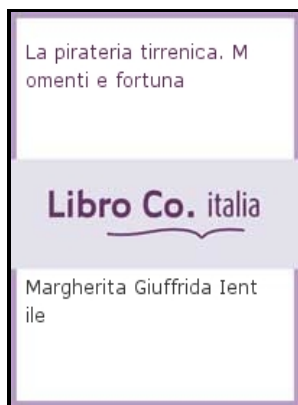 La pirateria tirrenica. M
omenti e fortuna
Libro Co. italia
Margherita Giuffrida Ient
ile